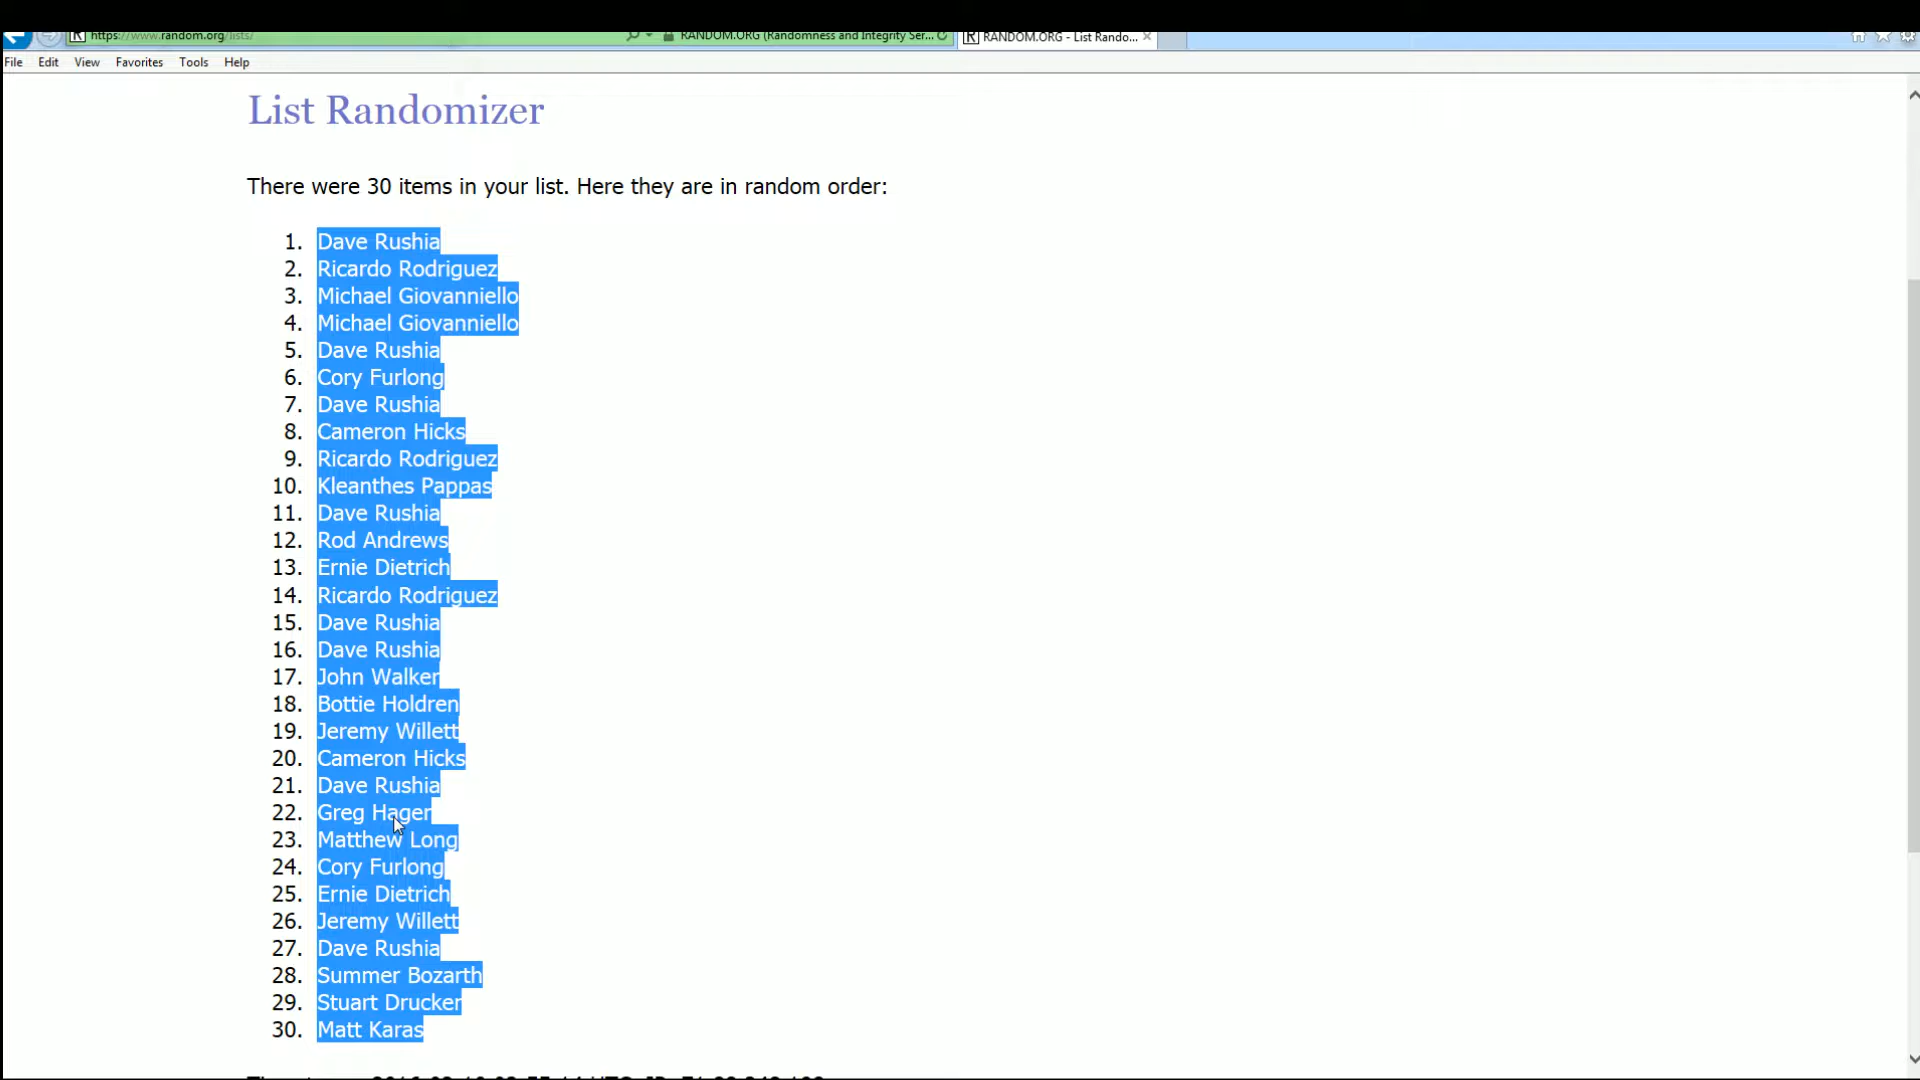 https://www.random.org/lists/
RANDOM.ORG (Randomness and Integrity Ser...
RANDOM.ORG - List Rando...
File Edit View Favorites Tools Help
List Randomizer
There were 30 items in your list. Here they are in random order:
1. Dave Rushia
2. Ricardo Rodriguez
3. Michael Giovanniello
4. Michael Giovanniello
5. Dave Rushia
6. Cory Furlong
7. Dave Rushia
8. Cameron Hicks
9. Ricardo Rodriguez
10. Kleanthes Pappas
11. Dave Rushia
12. Rod Andrews
13. Ernie Dietrich
14. Ricardo Rodriguez
15. Dave Rushia
16. Dave Rushia
17. John Walker
18. Bottie Holdren
19. Jeremy Willett
20. Cameron Hicks
21. Dave Rushia
22. Greg Hager
23. Matthew Long
24. Cory Furlong
25. Ernie Dietrich
26. Jeremy Willett
27. Dave Rushia
28. Summer Bozarth
29. Stuart Drucker
30. Matt Karas